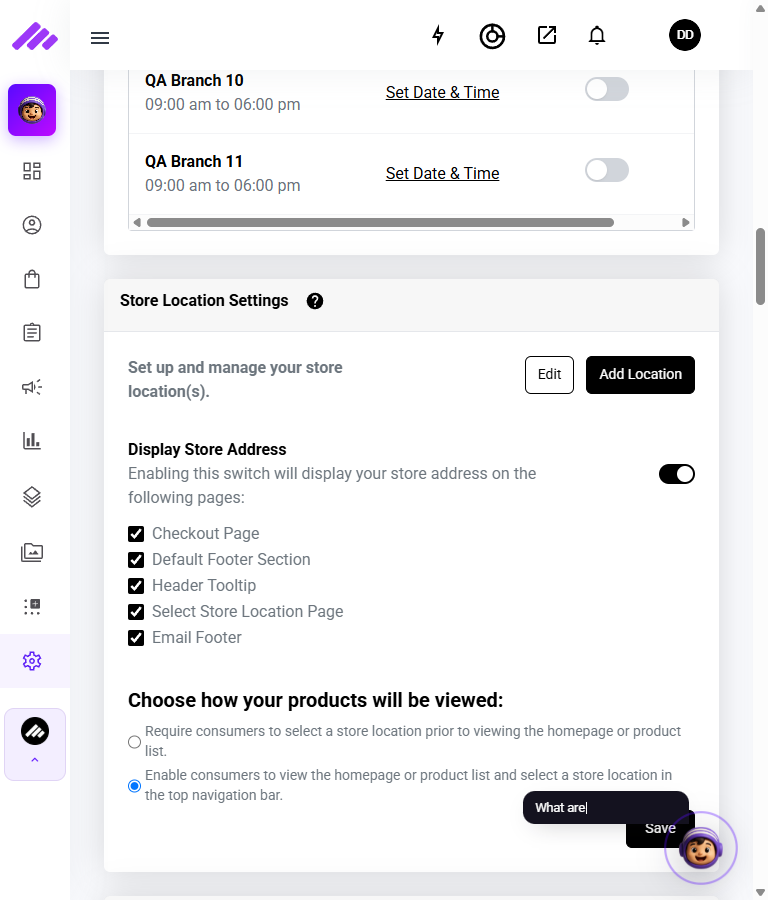 DD
QA Branch 10
09:00 am to 06:00 pm
Set Date & Time
QA Branch 11
09:00 am to 06:00 pm
Set Date & Time
Store Location Settings
?
Set up and manage your store
location(s).
Edit
Add Location
Display Store Address
Enabling this switch will display your store address on the
following pages:
Checkout Page
Default Footer Section
Header Tooltip
Select Store Location Page
Email Footer
Choose how your products will be viewed:
Require consumers to select a store location prior to viewing the homepage or product
list.
Enable consumers to view the homepage or product list and select a store location in
the top navigation bar.
What are
Save